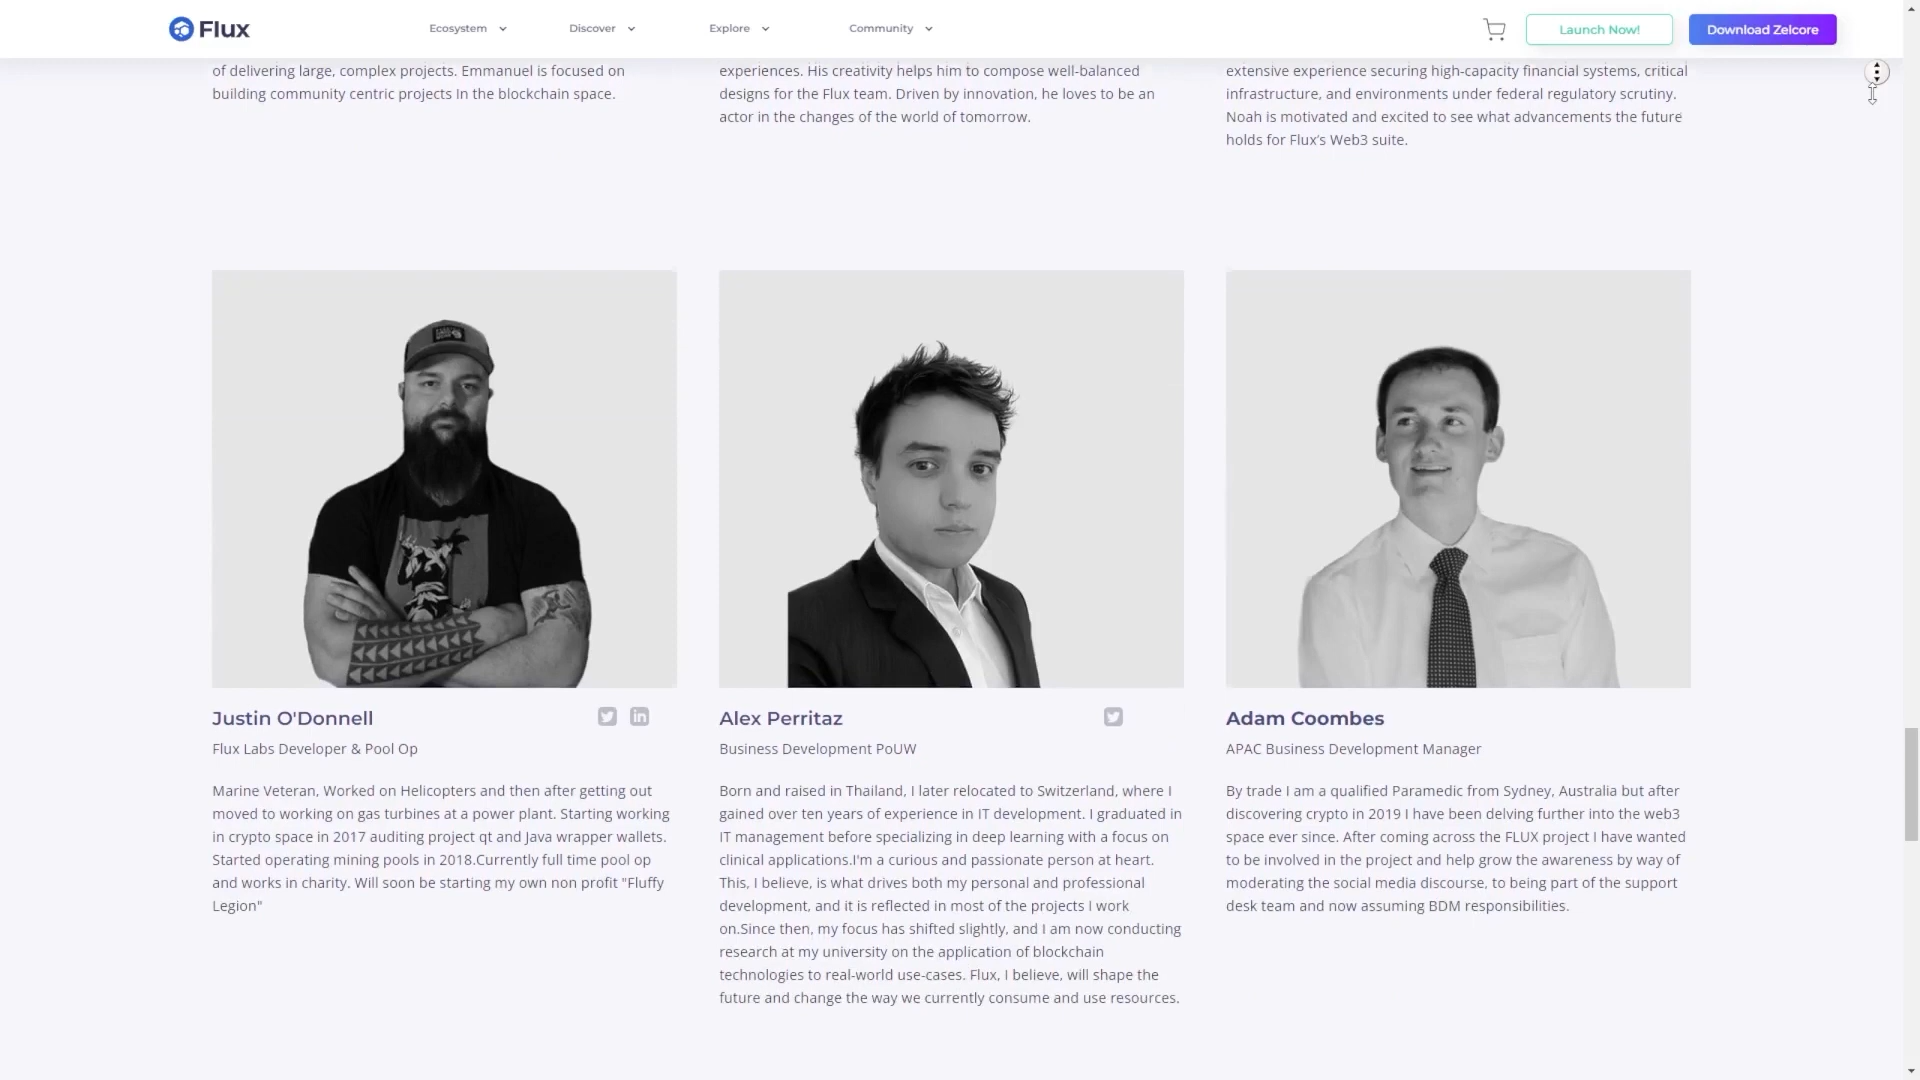 Flux
Ecosystem
Discover
Explore
Community
Launch Now!
Download Zelcore
of delivering large, complex projects. Emmanuel is focused on
building community centric projects In the blockchain space.
experiences. His creativity helps him to compose well-balanced
designs for the Flux team. Driven by innovation, he loves to be an
actor in the changes of the world of tomorrow.
extensive experience securing high-capacity financial systems, critical
infrastructure, and environments under federal regulatory scrutiny.
Noah is motivated and excited to see what advancements the future
holds for Flux's Web3 suite.
Justin O'Donnell
Flux Labs Developer & Pool Op
Marine Veteran, Worked on Helicopters and then after getting out
moved to working on gas turbines at a power plant. Starting working
in crypto space in 2017 auditing project qt and Java wrapper wallets.
Started operating mining pools in 2018.Currently full time pool op
and works in charity. Will soon be starting my own non profit "Fluffy
Legion"
Alex Perritaz
Business Development PoUW
Born and raised in Thailand, I later relocated to Switzerland, where I
gained over ten years of experience in IT development. I graduated in
IT management before specializing in deep learning with a focus on
clinical applications.I'm a curious and passionate person at heart.
This, I believe, is what drives both my personal and professional
development, and it is reflected in most of the projects I work
on.Since then, my focus has shifted slightly, and I am now conducting
research at my university on the application of blockchain
technologies to real-world use-cases. Flux, I believe, will shape the
future and change the way we currently consume and use resources.
Adam Coombes
APAC Business Development Manager
By trade I am a qualified Paramedic from Sydney, Australia but after
discovering crypto in 2019 I have been delving further into the web3
space ever since. After coming across the FLUX project I have wanted
to be involved in the project and help grow the awareness by way of
moderating the social media discourse, to being part of the support
desk team and now assuming BDM responsibilities.